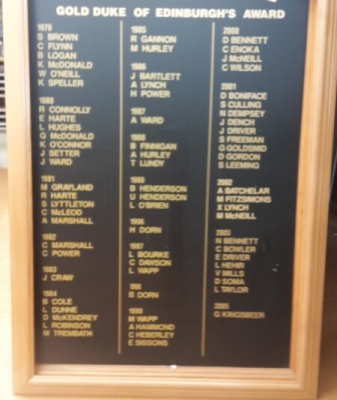 GOLD DUKE OF EDINBURGH'S AWARD
1979
S BROWN
C FLYNN
B LOGAN
K McDONALD
W O'NEILL
K SPELLER
1980
R CONNOLLY
E HARTE
L HUGHES
G McDONALD
K O'CONNOR
J SETTER
J WARD
1981
M GRAYLAND
R HARTE
S LYTTLETON
C McLEOD
A MARSHALL
1982
C MARSHALL
C POWER
1983
J CRAW
1984
B COLE
L DUNNE
D McKENDREY
L ROBINSON
M TREMBATH
1985
R GANNON
M HURLEY
1986
J BARTLETT
A LYNCH
H POWER
1987
A WARD
1988
B FINNIGAN
A HURLEY
T LUNDY
1989
B HENDERSON
U HENDERSON
L O'BRIEN
1996
H DORN
1997
L BOURKE
C DAWSON
L WAPP
B DORN
1999
M WAPP
A HAMMOND
C HEBERLEY
E SISSONS
2000
D BENNETT
C ENOKA
J McNEILL
C WILSON
2001
D BONIFACE
S CULLING
N DEMPSEY
J DENCH
J DRIVER
S FREEMAN
G GOLDSMID
D GORDON
S LEEMING
2002
A BATCHELAR
M FITZSIMONS
X LYNCH
M McNEILL
2003
N BENNETT
C BOWLER
E DRIVER
L HEHIR
V MILLS
D SOMA
L TAYLOR
2005
G KINGSBEER